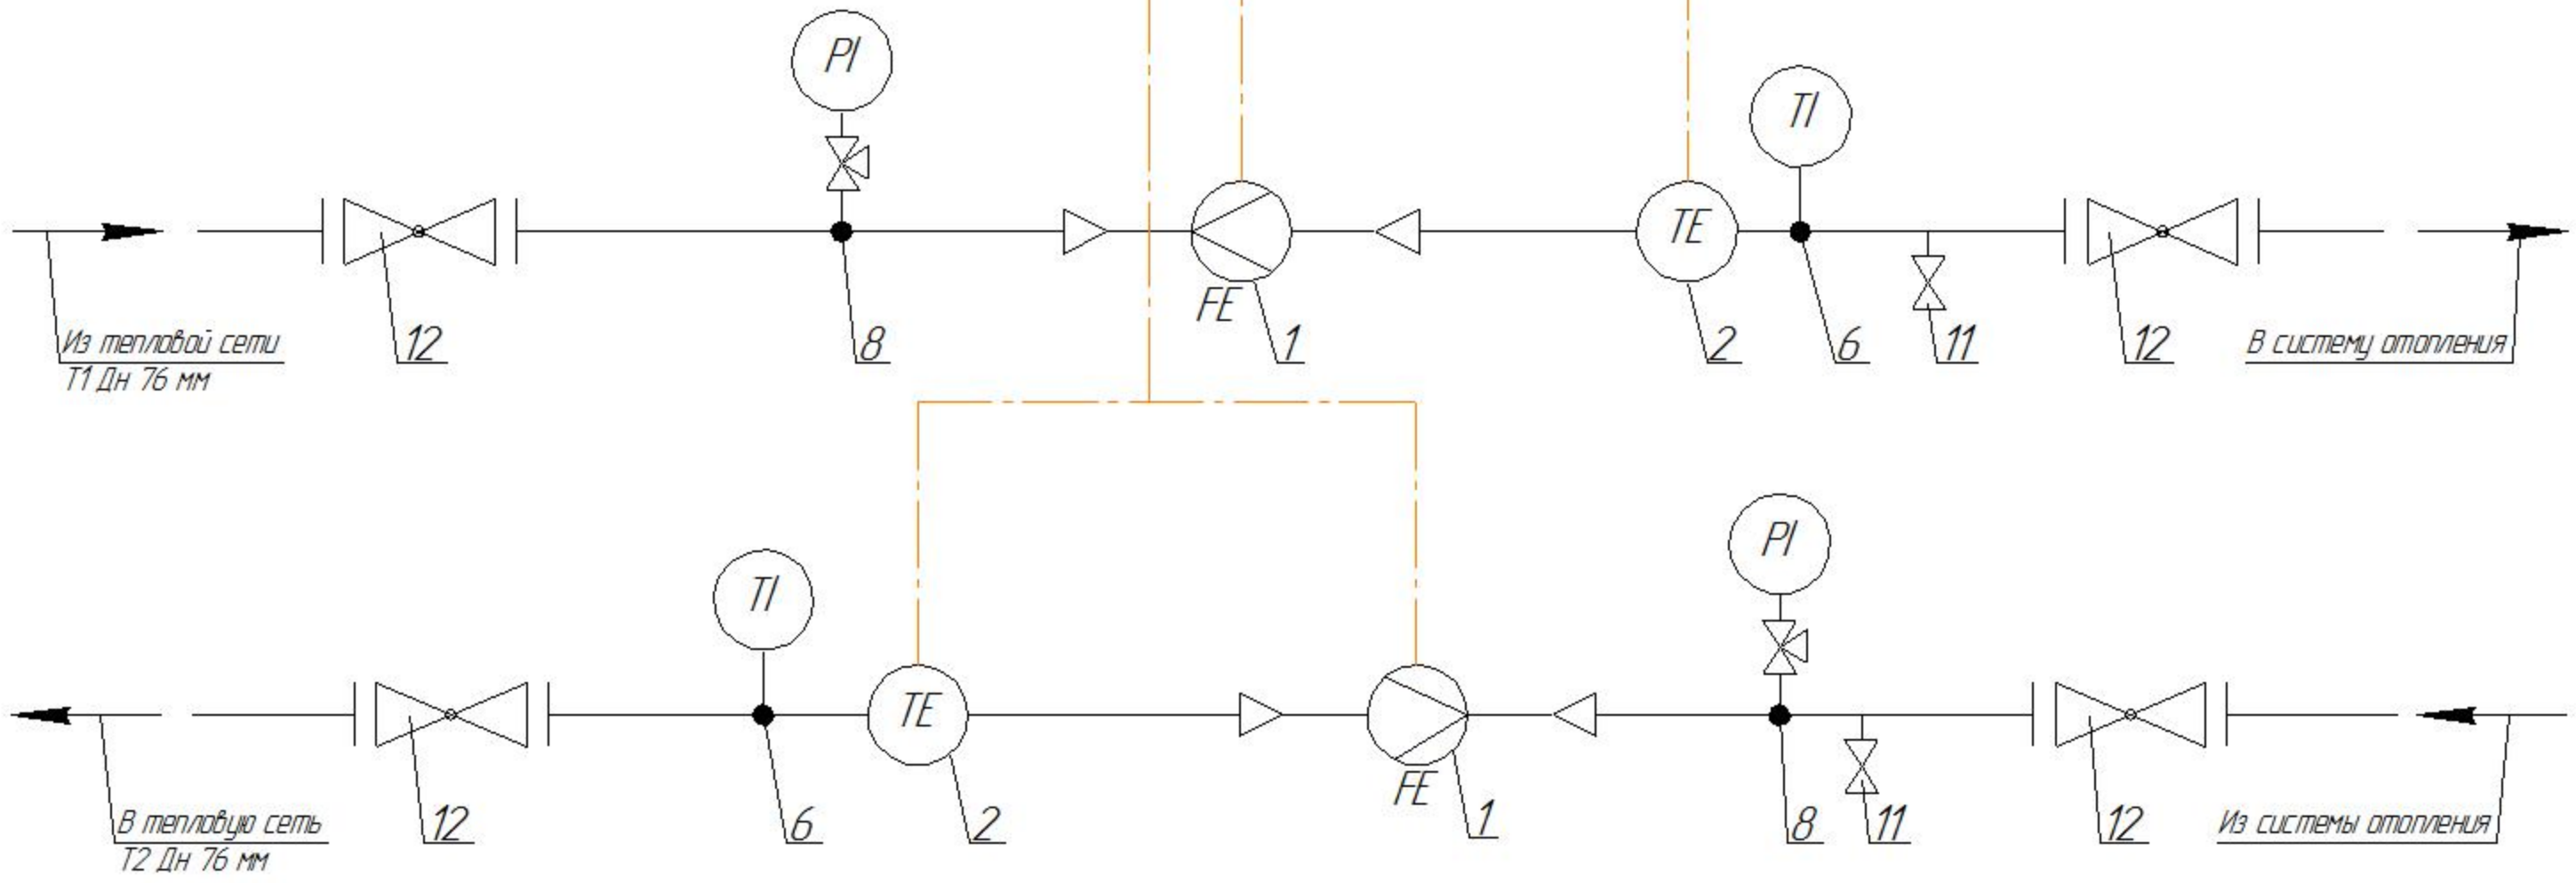 PI
TI
TE
FE
Из тепловой сети
Т1 Дн 76 мм
12
8
1
2
6
11
12
В систему отопления
PI
TI
TE
FE
В тепловую сеть
Т2 Дн 76 мм
12
6
2
1
8
11
12
Из системы отопления